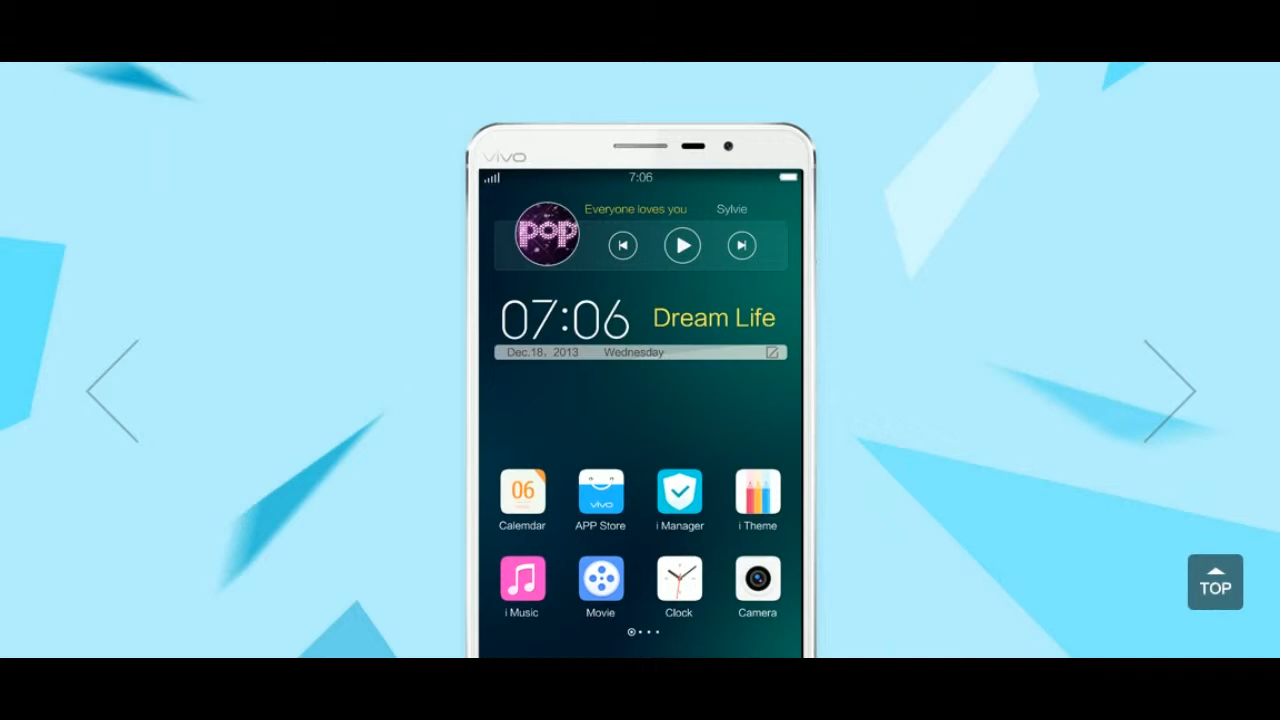 vivo
7:06
Everyone loves you Sylvie
pop
07:06 Dream Life
Dec.18, 2013 Wednesday
06
vivo
Calemdar APP Store i Manager i Theme
i Music Movie Clock Camera
TOP